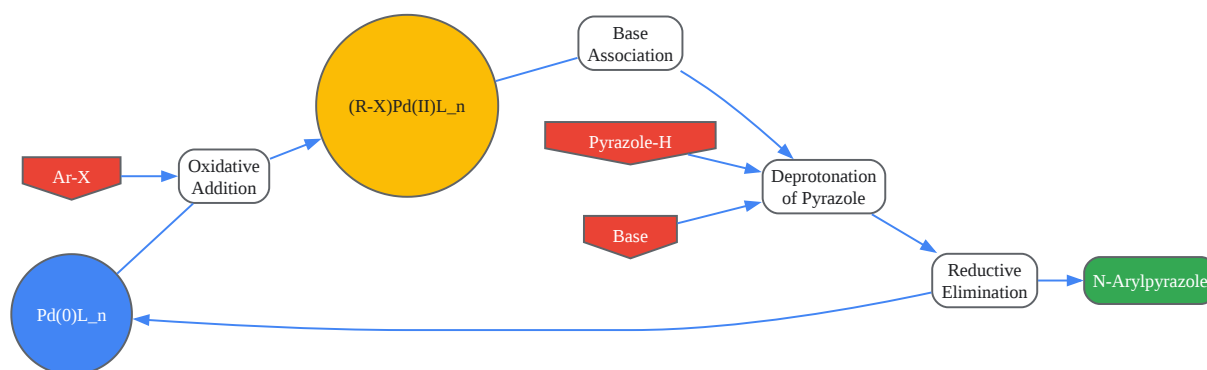 Base
Association
(R-X)Pd(II)L_n
Pyrazole-H
Oxidative
Addition
Ar-X
Deprotonation
of Pyrazole
Base
Reductive
Elimination
N-Arylpyrazole
Pd(0)L_n